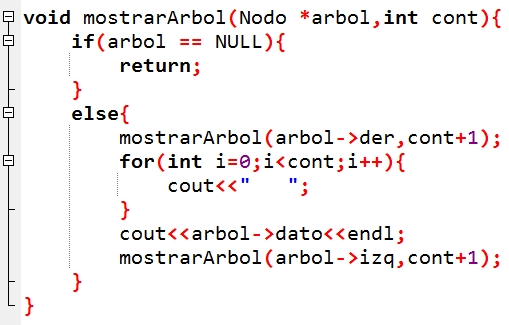 void mostrarArbol(Nodo *arbol,int cont){
    if(arbol == NULL){
        return;
    }
    else{
        mostrarArbol(arbol->der,cont+1);
        for(int i=0;i<cont;i++){
            cout<<"   ";
        }
        cout<<arbol->dato<<endl;
        mostrarArbol(arbol->izq,cont+1);
    }
}